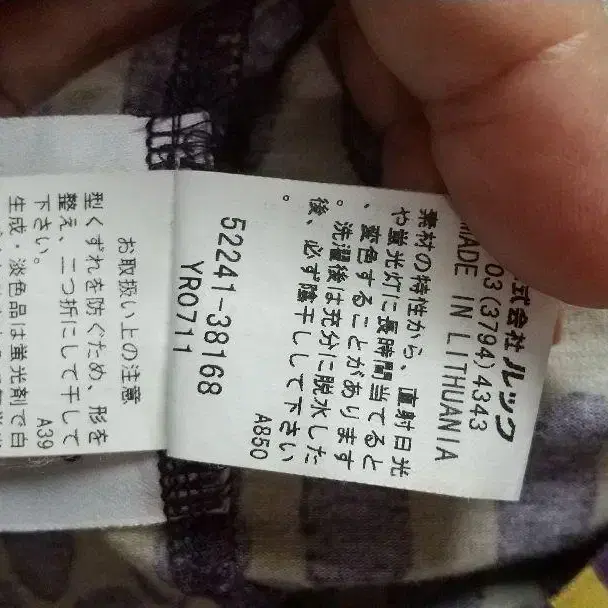 式会社ルック
03(3794)4343
MADE IN LITHUANIA
素材の特性から、直射日光
や蛍光灯に長時間当てると
、変色することがあります
。洗濯後は充分に脱水した
後、必ず陰干しして下さい
。
A850
52241-38168
YR0711
お取扱い上の注意
型くずれを防ぐため、形を
整え、二つ折にして干して
下さい。
A39
生成・淡色品は蛍光剤で白